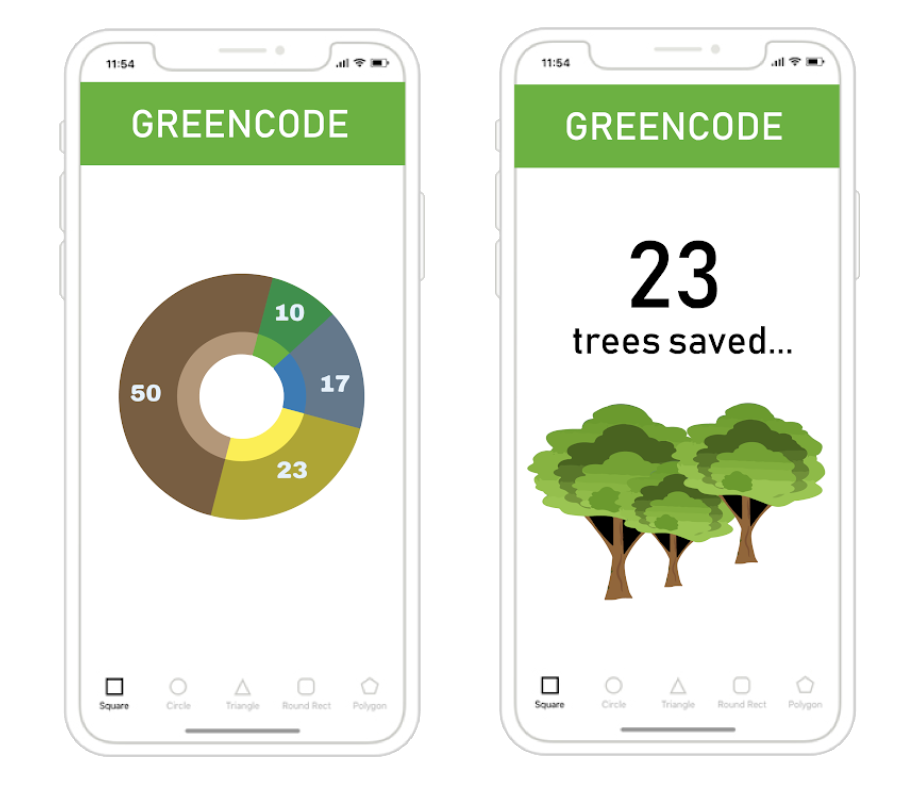 11:54
GREENCODE
10
17
50
23
Square Circle Triangle Round Rect Polygon
11:54
GREENCODE
23
trees saved...
Square Circle Triangle Round Rect Polygon